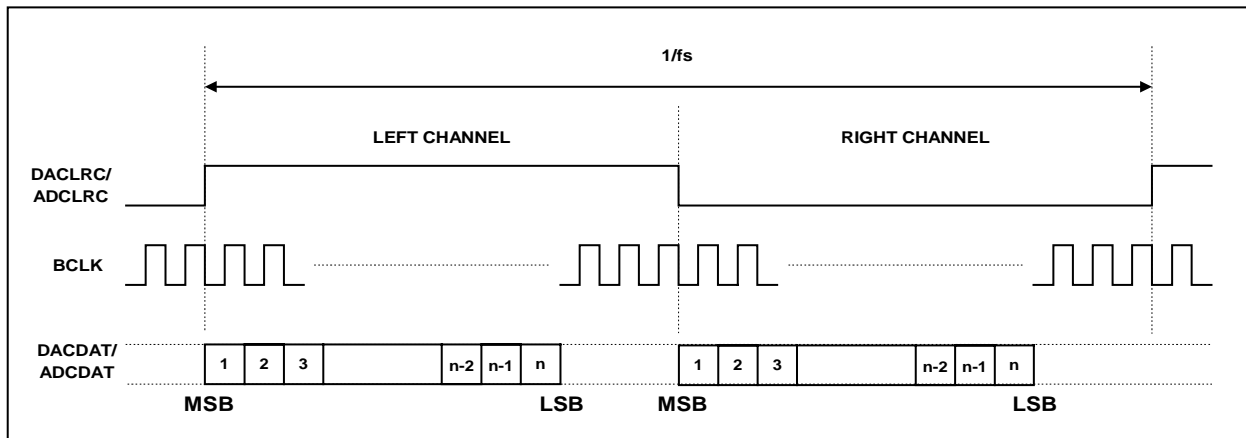 1/fs
LEFT CHANNEL RIGHT CHANNEL
DACLRC/
ADCLRC
BCLK
DACDAT/
ADCDAT
1 2 3 n-2 n-1 n 1 2 3 n-2 n-1 n
MSB LSB MSB LSB